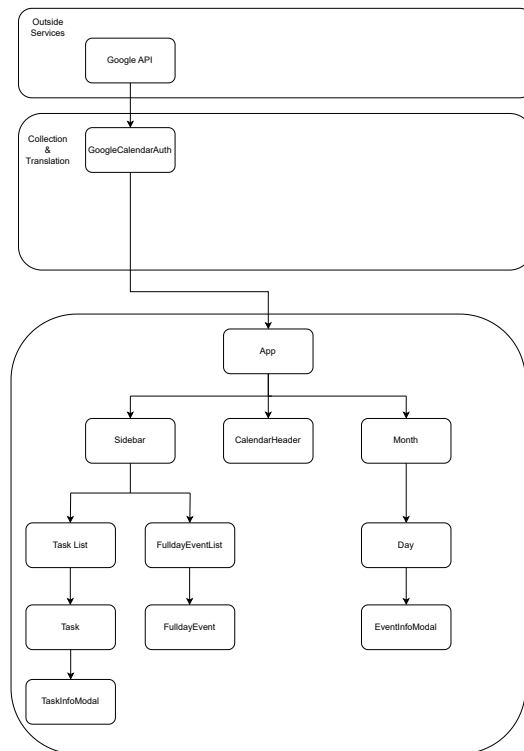 Outside
Services
Google API
Collection
&
Translation
GoogleCalendarAuth
App
Sidebar
CalendarHeader
Month
Task List
FulldayEventList
Day
Task
FulldayEvent
EventInfoModal
TaskInfoModal